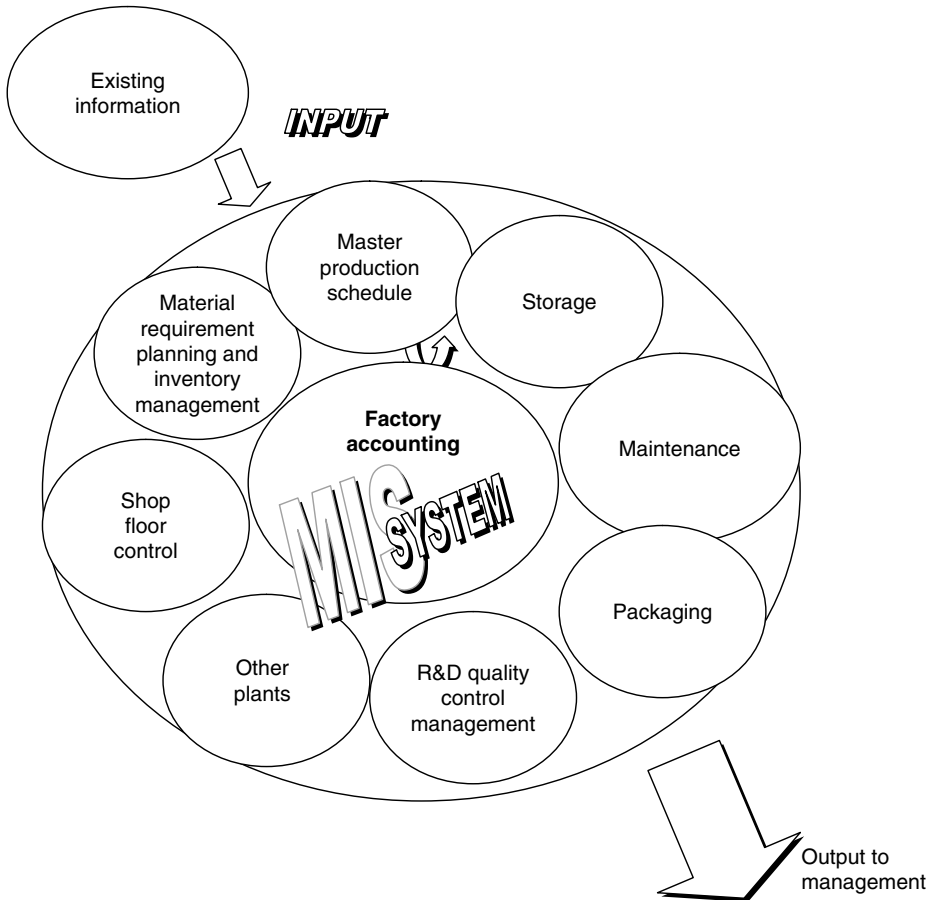 Existing
information
INPUT
Master
production
schedule
Storage
Material
requirement
planning and
inventory
management
Factory
accounting
Maintenance
MIS
SYSTEM
Shop
floor
control
Packaging
Other
plants
R&D quality
control
management
Output to
management